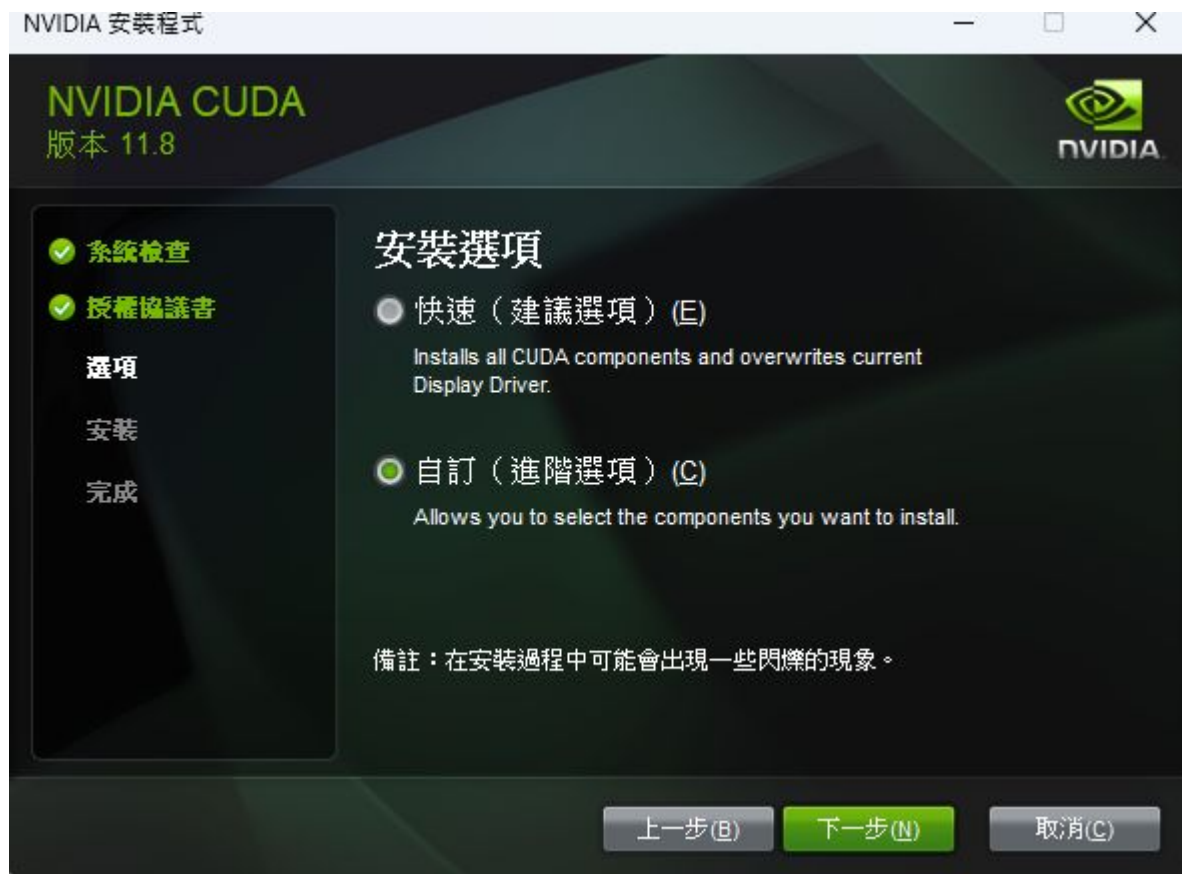 NVIDIA 安裝程式
NVIDIA CUDA
版本 11.8
NVIDIA.
系統檢查
授權協議書
選項
安裝
完成
安裝選項
快速（建議選項）(E)
Installs all CUDA components and overwrites current
Display Driver.
自訂（進階選項）(C)
Allows you to select the components you want to install.
備註：在安裝過程中可能會出現一些閃爍的現象。
上一步(B)
下一步(N)
取消(C)